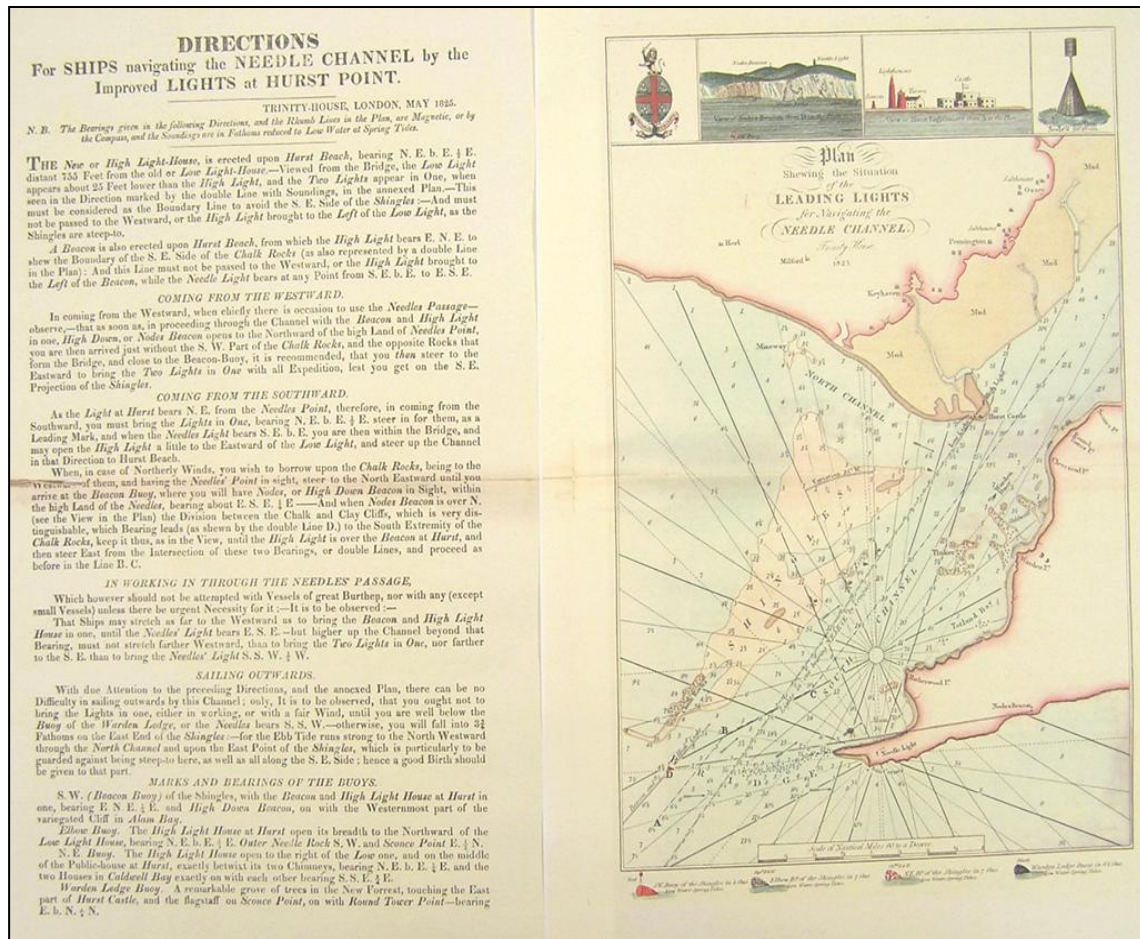 DIRECTIONS
For SHIPS navigating the NEEDLE CHANNEL by the
Improved LIGHTS at HURST POINT.
TRINITY-HOUSE, LONDON, MAY 1825.
N. B. The Bearings given in the following Directions, and the Rhumb Lines in the Plan, are Magnetic, or by
the Compass, and the Soundings are in Fathoms reduced to Low Water at Spring Tides.
THE New or High Light-House, is erected upon Hurst Beach, bearing N. E. b. E. ¼ E.
distant 755 Feet from the old or Low Light-House.—Viewed from the Bridge, the Low Light
appears about 25 Feet lower than the High Light, and the Two Lights appear in One, when
seen in the Direction marked by the double Line with Soundings, in the annexed Plan.—This
must be considered as the Boundary Line to avoid the S. E. Side of the Shingles:—And must
not be passed to the Westward, or the High Light brought to the Left of the Low Light, as the
Shingles are steep-to.
A Beacon is also erected upon Hurst Beach, from which the High Light bears E. N. E. to
shew the Boundary of the S. E. Side of the Chalk Rocks (as also represented by a double Line
in the Plan): And this Line must not be passed to the Westward, or the High Light brought to
the Left of the Beacon, while the Needle Light bears at any Point from S. E. b. E. to E. S. E.
COMING FROM THE WESTWARD.
In coming from the Westward, when chiefly there is occasion to use the Needles Passage—
observe,—that as soon as, in proceeding through the Channel with the Beacon and High Light
in one, High Down, or Nodes Beacon opens to the Northward of the high Land of Needles Point,
you are then arrived just without the S. W. Part of the Chalk Rocks, and the opposite Rocks that
form the Bridge, and close to the Beacon-Buoy, it is recommended, that you then steer to the
Eastward to bring the Two Lights in One with all Expedition, lest you get on the S. E.
Projection of the Shingles.
COMING FROM THE SOUTHWARD.
As the Light at Hurst bears N. E. from the Needles Point, therefore, in coming from the
Southward, you must bring the Lights in One, bearing N. E. b. E. ¼ E. steer in for them, as a
Leading Mark, and when the Needles Light bears S. E. b. E. you are then within the Bridge, and
may open the High Light a little to the Eastward of the Low Light, and steer up the Channel
in that Direction to Hurst Beach.
When, in case of Northerly Winds, you wish to borrow upon the Chalk Rocks, being to the
of them, and having the Needles' Point in sight, steer to the North Eastward until you
arrive at the Beacon Buoy, where you will have Nodes, or High Down Beacon in Sight, within
the high Land of the Needles, bearing about E. S. E. ¼ E——And when Nodes Beacon is over N.
(see the View in the Plan) the Division between the Chalk and Clay Cliffs, which is very dis-
tinguishable, which Bearing leads (as shewn by the double Line D.) to the South Extremity of the
Chalk Rocks, keep it thus, as in the View, until the High Light is over the Beacon at Hurst, and
then steer East from the Intersection of these two Bearings, or double Lines, and proceed as
before in the Line B. C.
IN WORKING IN THROUGH THE NEEDLES' PASSAGE,
Which however should not be attempted with Vessels of great Burthep, nor with any (except
small Vessels) unless there be urgent Necessity for it;—It is to be observed:—
That Ships may stretch as far to the Westward as to bring the Beacon and High Light
House in one, until the Needles' Light bears E. S. E.—but higher up the Channel beyond that
Bearing, must not stretch farther Westward, than to bring the Two Lights in One, nor farther
to the S. E. than to bring the Needles' Light S. S. W. ½ W.
SAILING OUTWARDS.
With due Attention to the preceding Directions, and the annexed Plan, there can be no
Difficulty in sailing outwards by this Channel; only, It is to be observed, that you ought not to
bring the Lights in one, either in working, or with a fair Wind, until you are well below the
Buoy of the Warden Ledge, or the Needles bears S. S. W.—otherwise, you will fall into 3¾
Fathoms on the East End of the Shingles:—for the Ebb Tide runs strong to the North Westward
through the North Channel and upon the East Point of the Shingles, which is particularly to be
guarded against being steep-to here, as well as all along the S. E. Side; hence a good Birth should
be given to that part.
MARKS AND BEARINGS OF THE BUOYS.
S. W. (Beacon Buoy) of the Shingles, with the Beacon and High Light House at Hurst in
one, bearing E. N. E. ¼ E. and High Down Beacon, on with the Westernmost part of the
variegated Cliff in Alum Bay.
Elbow Buoy. The High Light House at Hurst open its breadth to the Northward of the
Low Light House, bearing N. E. b. E. ¼ E. Outer Needle Rock S. W. and Sconce Point E. ½ N.
N. E. Buoy. The High Light House open to the right of the Low one, and on the middle
of the Public-house at Hurst, exactly betwixt its two Chimneys, bearing N. E. b. E. ¼ E. and the
two Houses in Caldwell Bay exactly on with each other bearing S. S. E. ¼ E.
Warden Ledge Buoy. A remarkable grove of trees in the New Forrest, touching the East
part of Hurst Castle, and the flagstaff on Sconce Point, on with Round Tower Point—bearing
E. b. N. ¼ N.
Nodes Beacon
Needle Light
Lighthouses
Tavern
Castle
Plan
Shewing the Situation
of the
LEADING LIGHTS
for Navigating the
NEEDLE CHANNEL.
Trinity House
1825.
Hord
Milford
Keyhaven
Pennington
Salthouse
Oxey
Salthouse
Mud
Mud
Mud
Mud
Mud
Mineway
NORTH CHANNEL
Hurst Castle
SHINGLES
SOUTH CHANNEL
BRIDGE
Warden Pt.
Totland Bay
Nodes Beacon
Needle Light
A
B
D
Scale of Nautical Miles 60 to a Degree